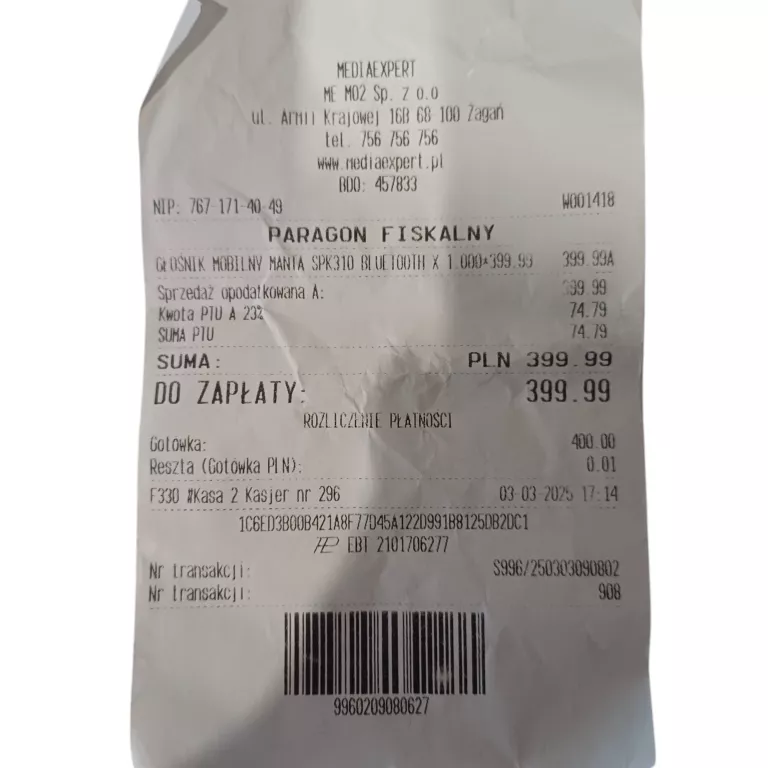 MEDIAEXPERT
ME M02 Sp. z o.o
ul. Armii Krajowej 16B 68-100 Żagań
tel. 756 756 756
www.mediaexpert.pl
BDO: 457833
NIP: 767-171-40-49 W001418
PARAGON FISKALNY
GŁOŚNIK MOBILNY MANTA SPK310 BLUETOOTH X 1.000*399.99 399.99A
Sprzedaż opodatkowana A: 399.99
Kwota PTU A 23% 74.79
SUMA PTU 74.79
SUMA: PLN 399.99
DO ZAPŁATY: 399.99
ROZLICZENIE PŁATNOŚCI
Gotówka: 400.00
Reszta (Gotówka PLN): 0.01
F330 #Kasa 2 Kasjer nr 296 03-03-2025 17:14
1C6ED3B00B421A8F77D45A122D991B8125DB2DC1
EBT 2101706277
Nr transakcji: S996/250303090802
Nr transakcji: 908
9960209080627